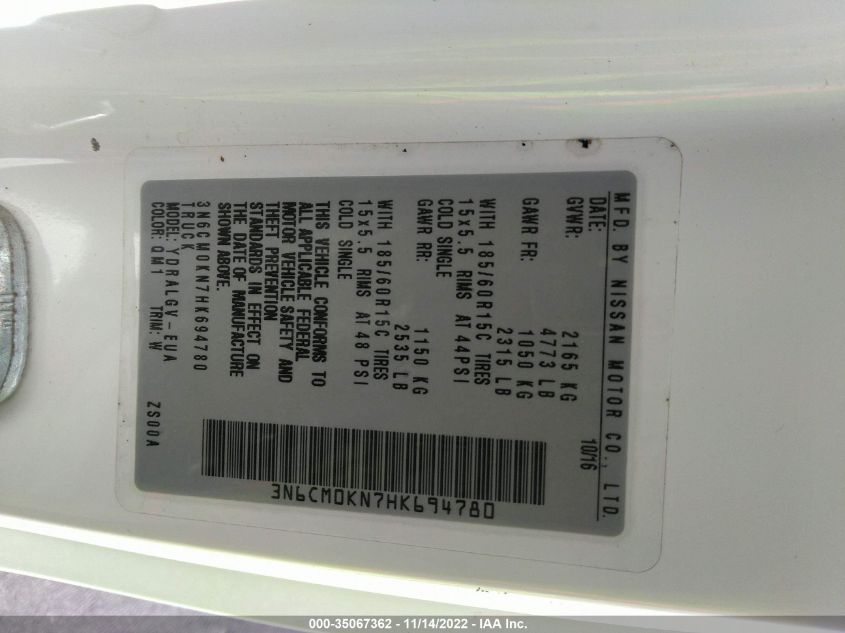 MFD. BY NISSAN MOTOR CO., LTD.
DATE: 10/16
GVWR: 2165 KG
4773 LB
GAWR FR: 1050 KG
2315 LB
WITH 185/60R15C TIRES
15x5.5 RIMS AT 44PSI
COLD SINGLE
GAWR RR: 1150 KG
2535 LB
WITH 185/60R15C TIRES
15x5.5 RIMS AT 48 PSI
COLD SINGLE
THIS VEHICLE CONFORMS TO
ALL APPLICABLE FEDERAL
MOTOR VEHICLE SAFETY AND
THEFT PREVENTION
STANDARDS IN EFFECT ON
THE DATE OF MANUFACTURE
SHOWN ABOVE.
3N6CM0KN7HK694780
TRUCK
MODEL: YDRALGV-EUA
COLOR: QM1 TRIM: W ZS00A
3N6CM0KN7HK694780
000-35067362 - 11/14/2022 - IAA Inc.